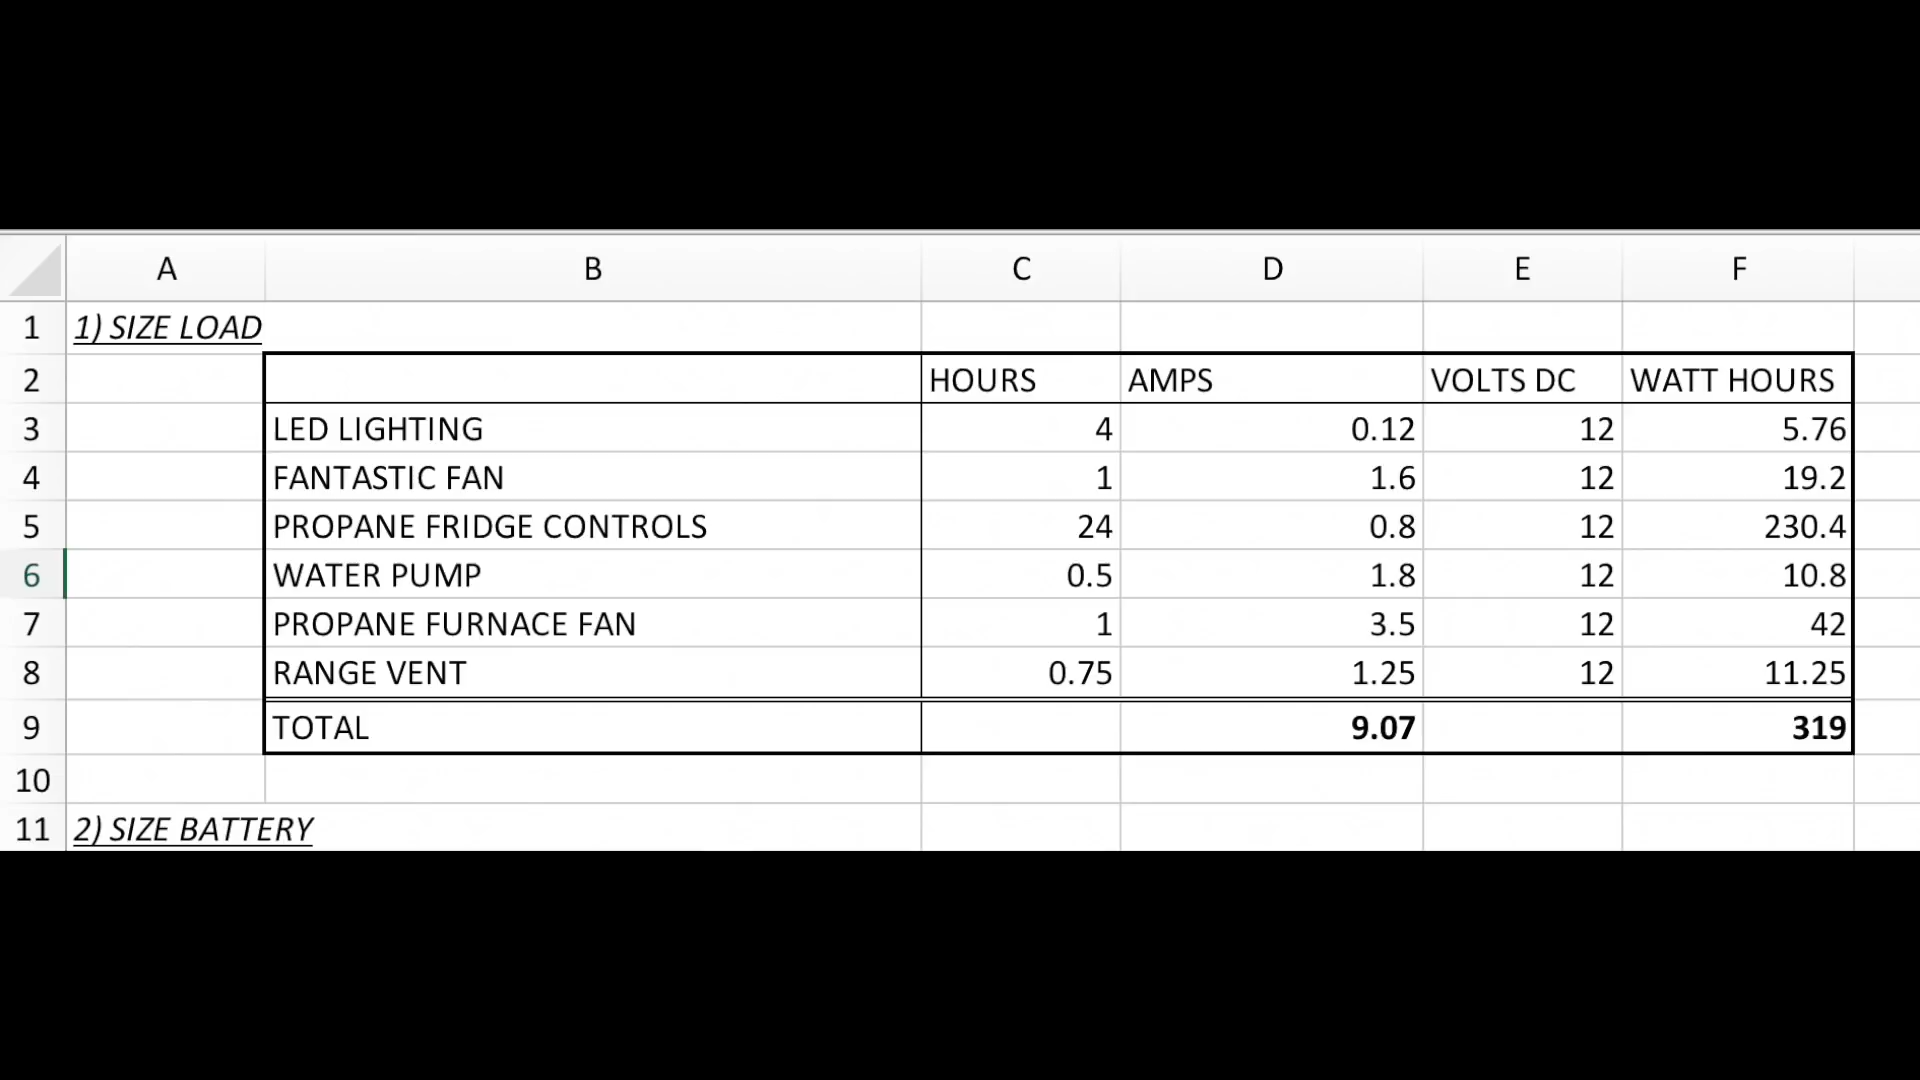 A B C D E F
1 1) SIZE LOAD
2 HOURS AMPS VOLTS DC WATT HOURS
3 LED LIGHTING 4 0.12 12 5.76
4 FANTASTIC FAN 1 1.6 12 19.2
5 PROPANE FRIDGE CONTROLS 24 0.8 12 230.4
6 WATER PUMP 0.5 1.8 12 10.8
7 PROPANE FURNACE FAN 1 3.5 12 42
8 RANGE VENT 0.75 1.25 12 11.25
9 TOTAL 9.07 319
10
11 2) SIZE BATTERY